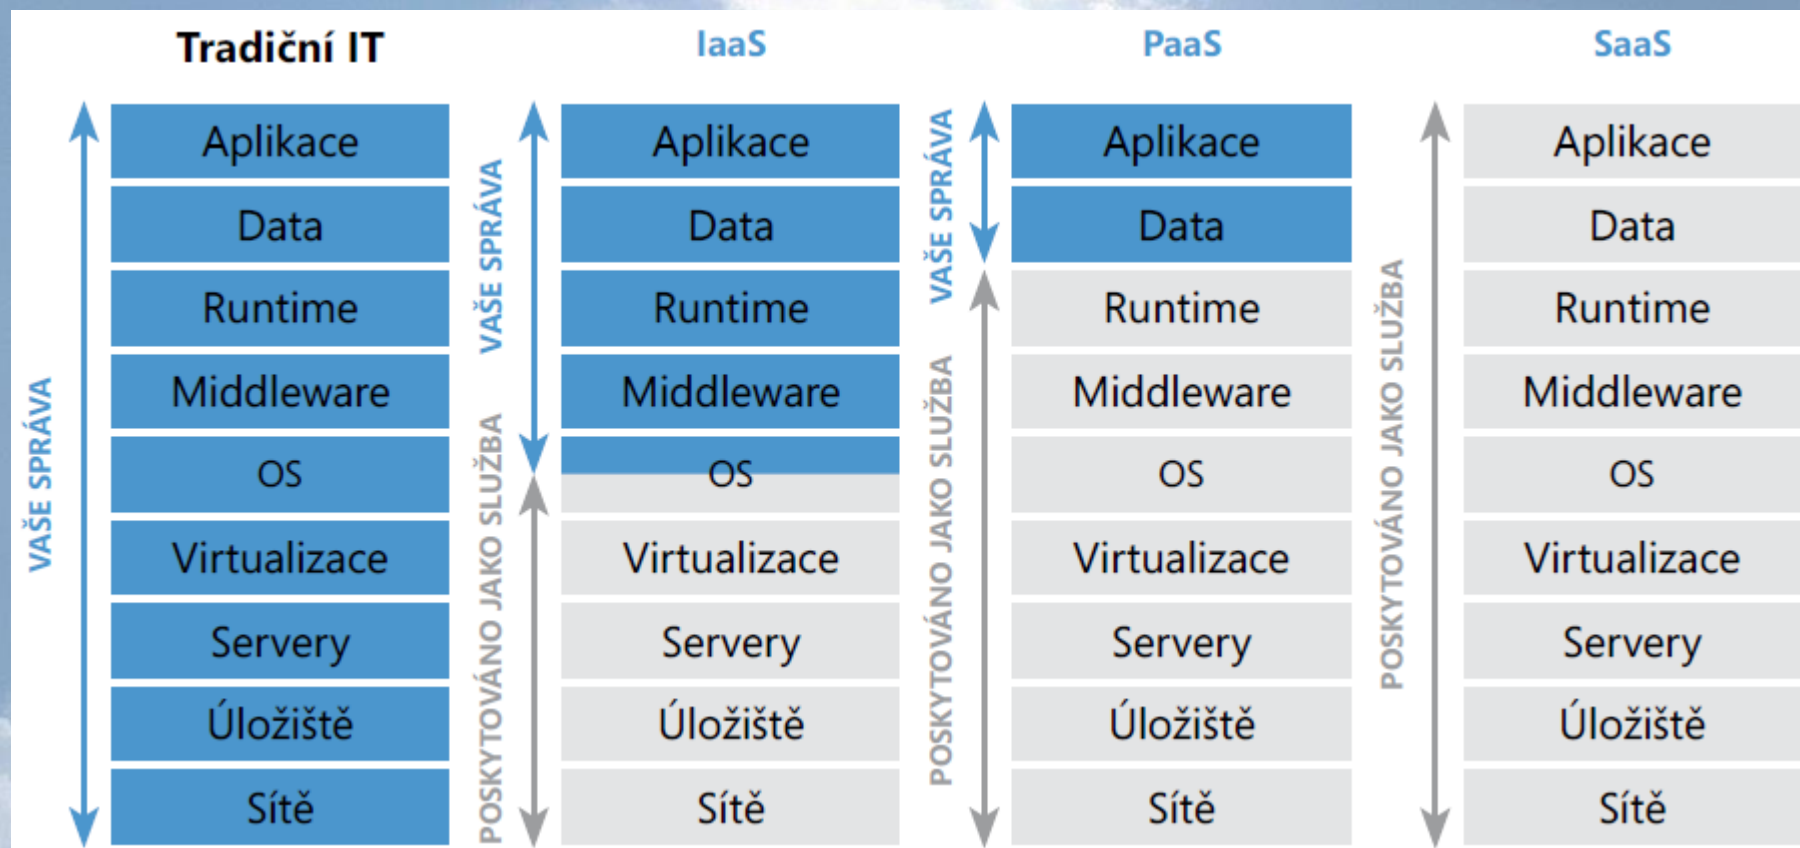 Tradiční IT
VAŠE SPRÁVA
Aplikace
Data
Runtime
Middleware
OS
Virtualizace
Servery
Úložiště
Sítě
IaaS
VAŠE SPRÁVA
POSKYTOVÁNO JAKO SLUŽBA
Aplikace
Data
Runtime
Middleware
OS
Virtualizace
Servery
Úložiště
Sítě
PaaS
VAŠE SPRÁVA
POSKYTOVÁNO JAKO SLUŽBA
Aplikace
Data
Runtime
Middleware
OS
Virtualizace
Servery
Úložiště
Sítě
SaaS
POSKYTOVÁNO JAKO SLUŽBA
Aplikace
Data
Runtime
Middleware
OS
Virtualizace
Servery
Úložiště
Sítě